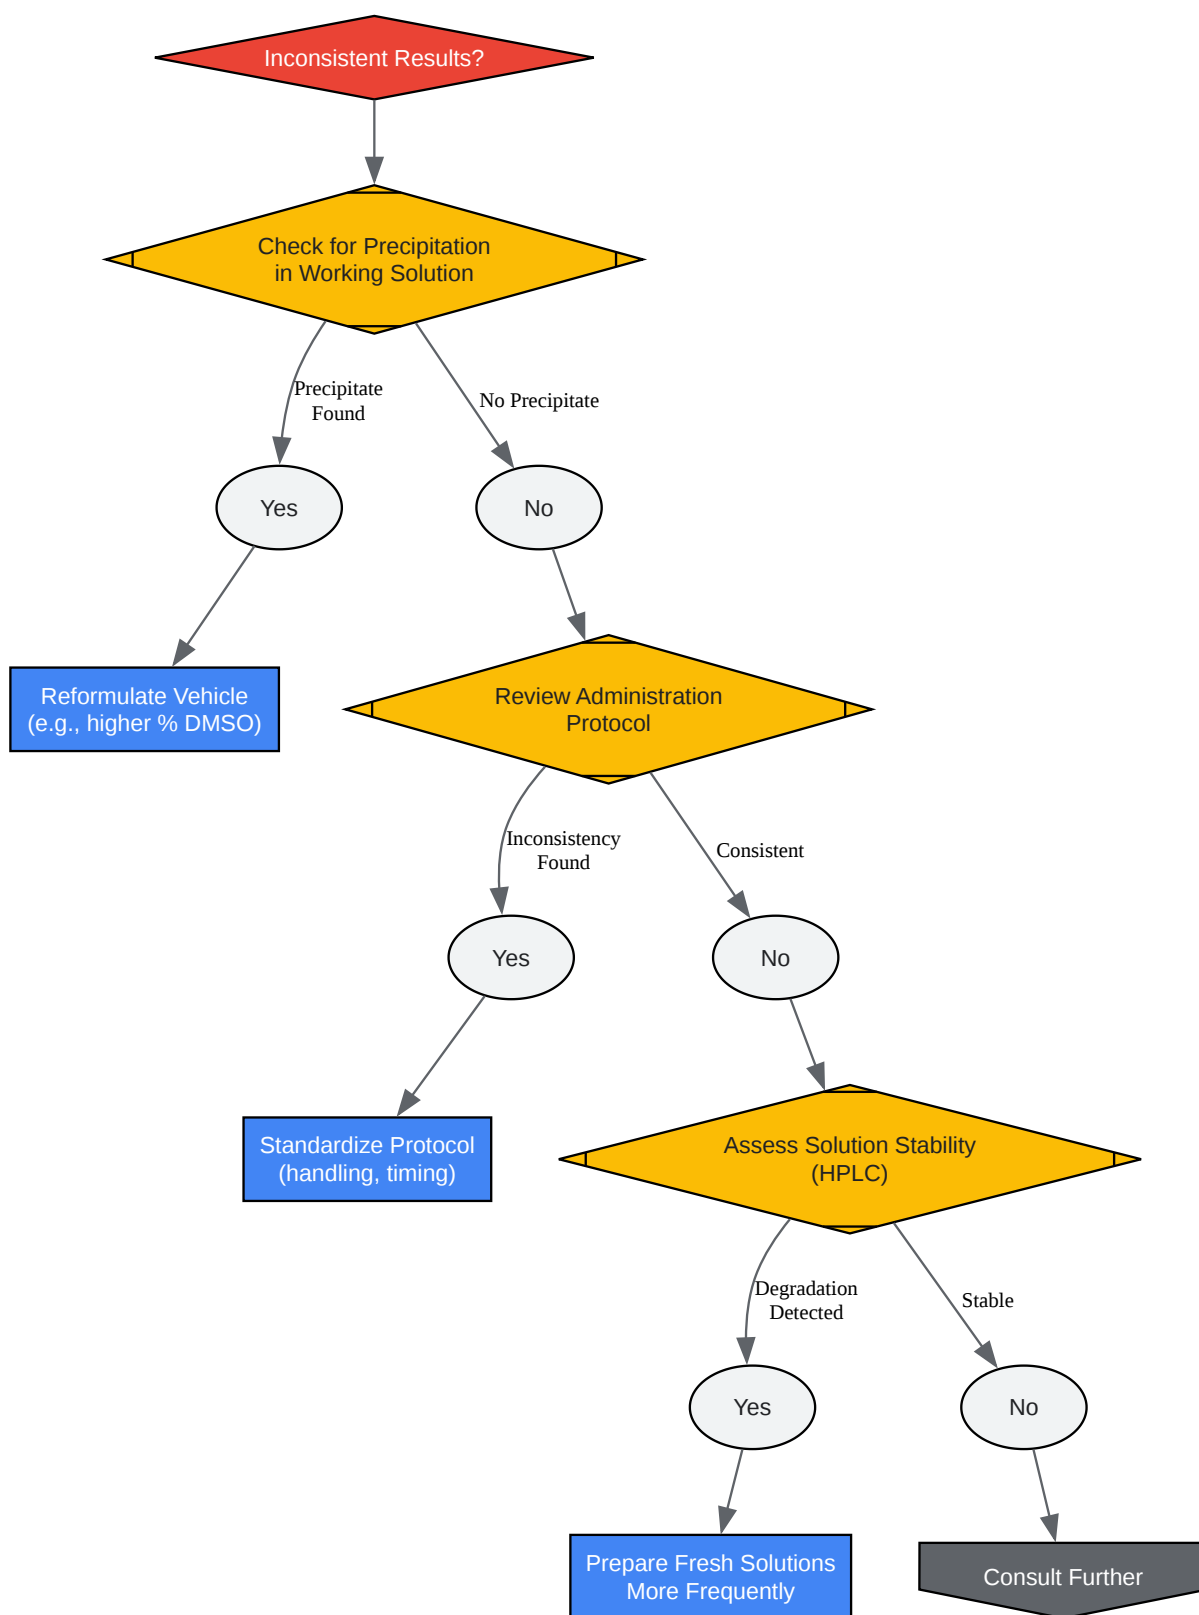 Inconsistent Results?
Check for Precipitation
in Working Solution
Precipitate
Found
No Precipitate
Yes
No
Reformulate Vehicle
(e.g., higher % DMSO)
Review Administration
Protocol
Inconsistency
Found
Consistent
Yes
No
Standardize Protocol
(handling, timing)
Assess Solution Stability
(HPLC)
Degradation
Detected
Stable
Yes
No
Prepare Fresh Solutions
More Frequently
Consult Further